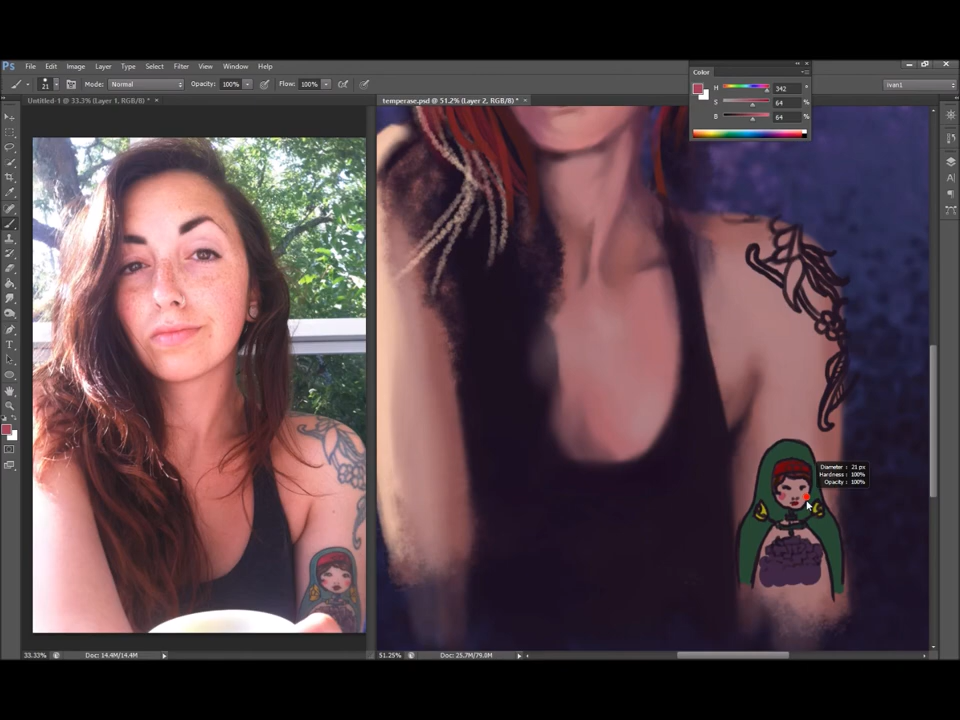 Ps File Edit Image Layer Type Select Filter View Window Help
21 Mode: Normal Opacity: 100% Flow: 100% ivan1
Untitled-1 @ 33.3% (Layer 1, RGB/8) * × temperase.psd @ 51.2% (Layer 2, RGB/8) * ×
Color
H 342 °
S 64 %
B 64 %
Diameter : 21 px
Hardness : 100%
Opacity : 100%
33.33% Doc: 14.4M/14.4M 51.25% Doc: 25.7M/79.0M